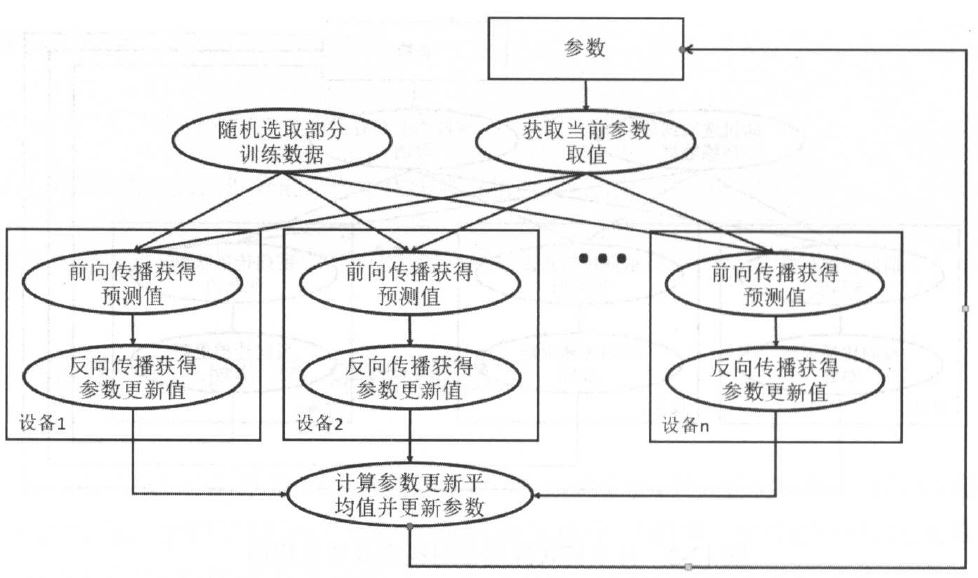 参数
随机选取部分
训练数据
获取当前参数
取值
前向传播获得
预测值
反向传播获得
参数更新值
设备1
前向传播获得
预测值
反向传播获得
参数更新值
设备2
前向传播获得
预测值
反向传播获得
参数更新值
设备n
计算参数更新平
均值并更新参数